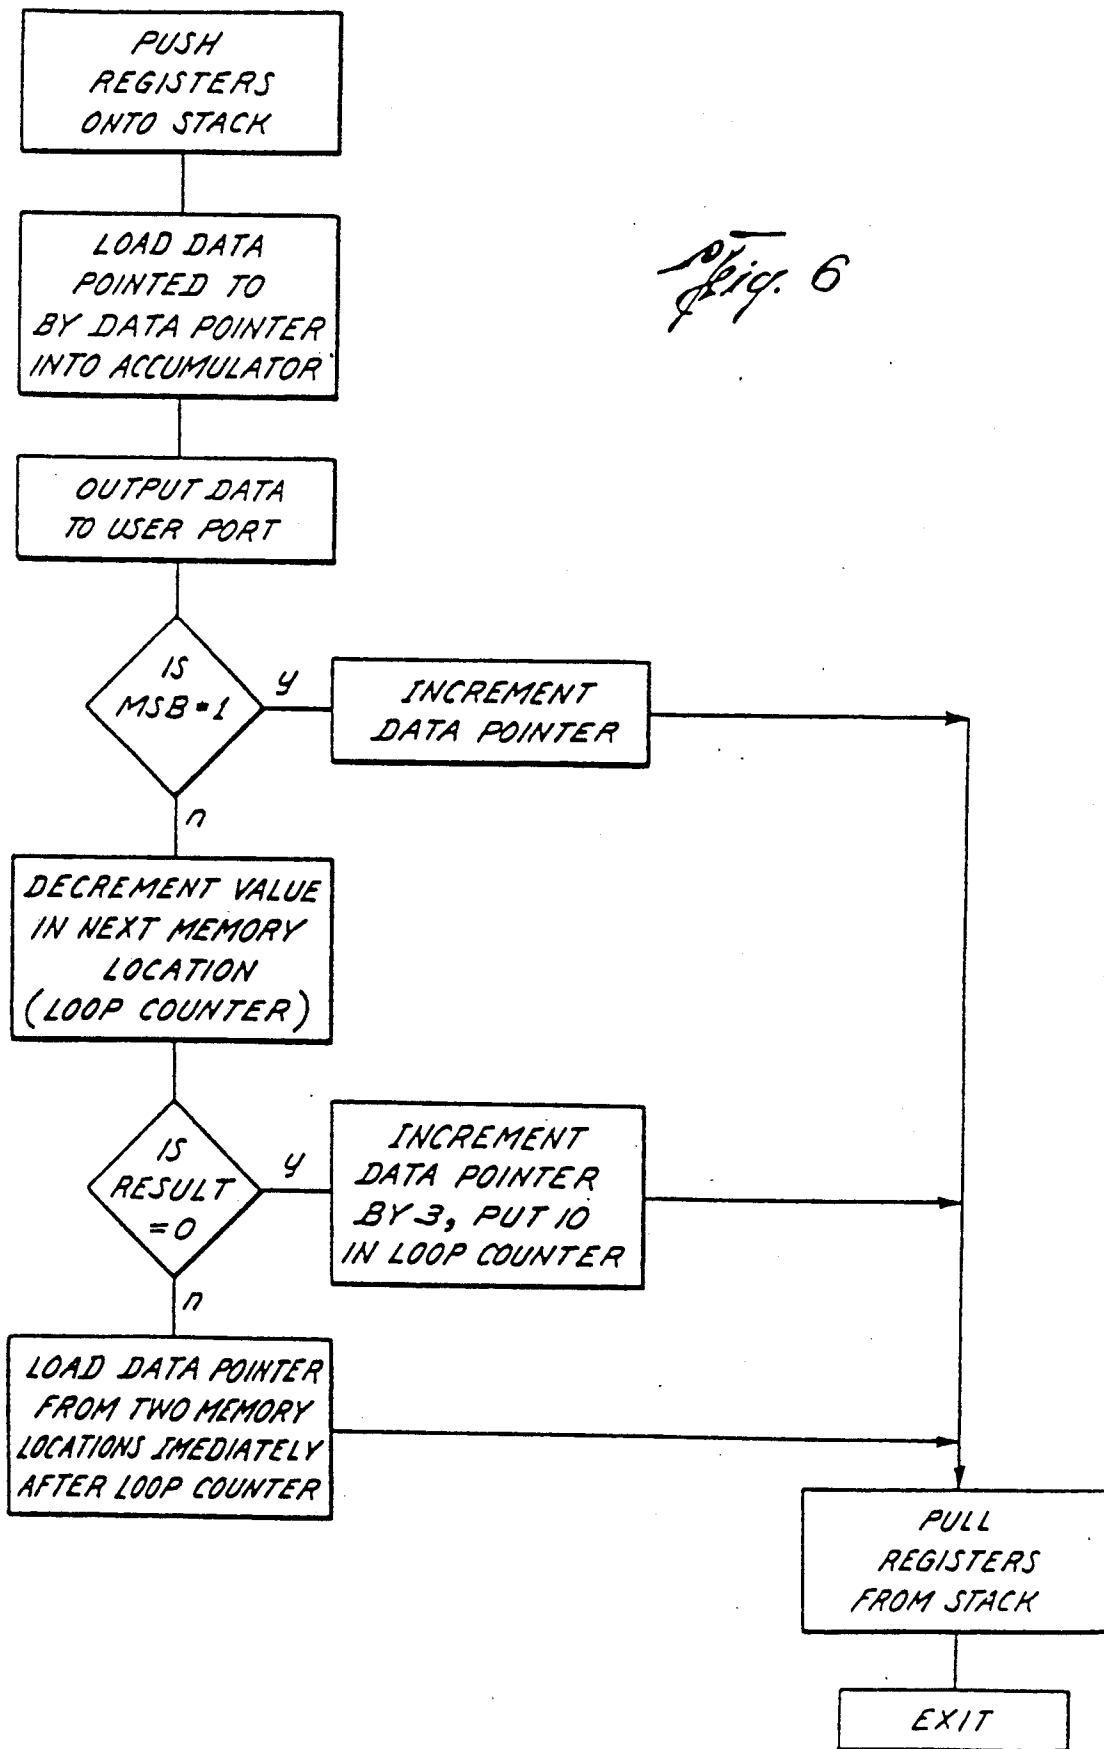 PUSH
REGISTERS
ONTO STACK
LOAD DATA
POINTED TO
BY DATA POINTER
INTO ACCUMULATOR
Fig. 6
OUTPUT DATA
TO USER PORT
IS
MSB=1
y
INCREMENT
DATA POINTER
n
DECREMENT VALUE
IN NEXT MEMORY
LOCATION
(LOOP COUNTER)
IS
RESULT
=0
y
INCREMENT
DATA POINTER
BY 3, PUT 10
IN LOOP COUNTER
n
LOAD DATA POINTER
FROM TWO MEMORY
LOCATIONS IMEDIATELY
AFTER LOOP COUNTER
PULL
REGISTERS
FROM STACK
EXIT